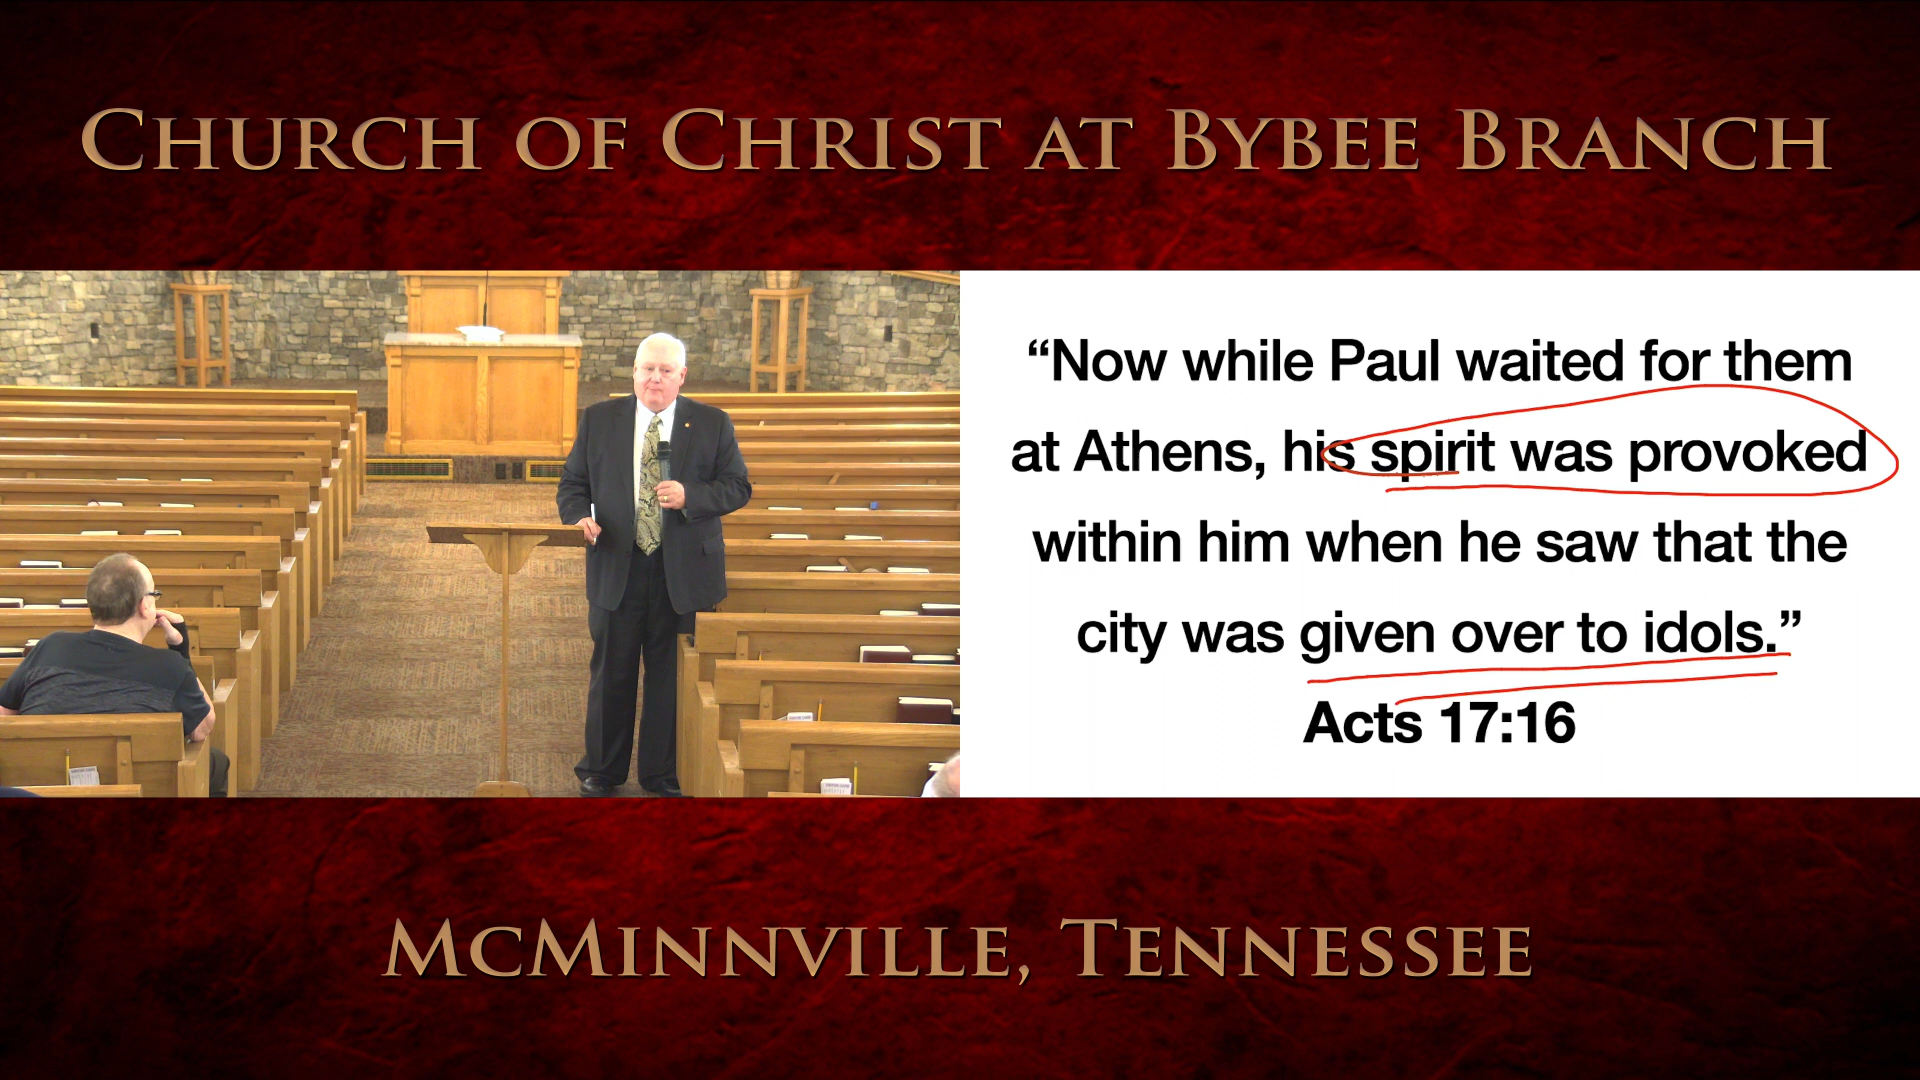 CHURCH OF CHRIST AT BYBEE BRANCH
“Now while Paul waited for them
at Athens, his spirit was provoked
within him when he saw that the
city was given over to idols.”
Acts 17:16
MCMINNVILLE, TENNESSEE